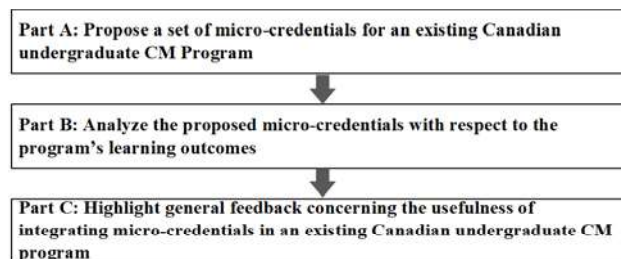 Part A: Propose a set of micro-credentials for an existing Canadian
undergraduate CM Program
Part B: Analyze the proposed micro-credentials with respect to the
program's learning outcomes
Part C: Highlight general feedback concerning the usefulness of
integrating micro-credentials in an existing Canadian undergraduate CM
program